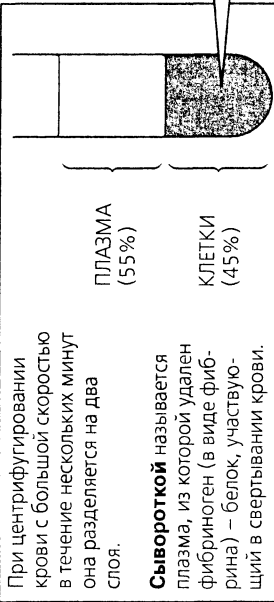 При центрифугировании
крови с большой скоростью
в течение нескольких минут
она разделяется на два
слоя.
Сывороткой называется
плазма, из которой удален
фибриноген (в виде фиб-
рина) – белок, участвую-
щий в свертывании крови.
ПЛАЗМА
(55%)
КЛЕТКИ
(45%)